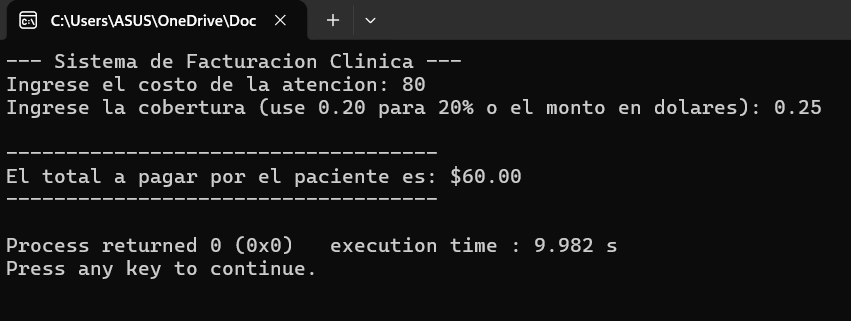 C:\Users\ASUS\OneDrive\Doc
--- Sistema de Facturacion Clinica ---
Ingrese el costo de la atencion: 80
Ingrese la cobertura (use 0.20 para 20% o el monto en dolares): 0.25
------------------------------------
El total a pagar por el paciente es: $60.00
------------------------------------
Process returned 0 (0x0)   execution time : 9.982 s
Press any key to continue.